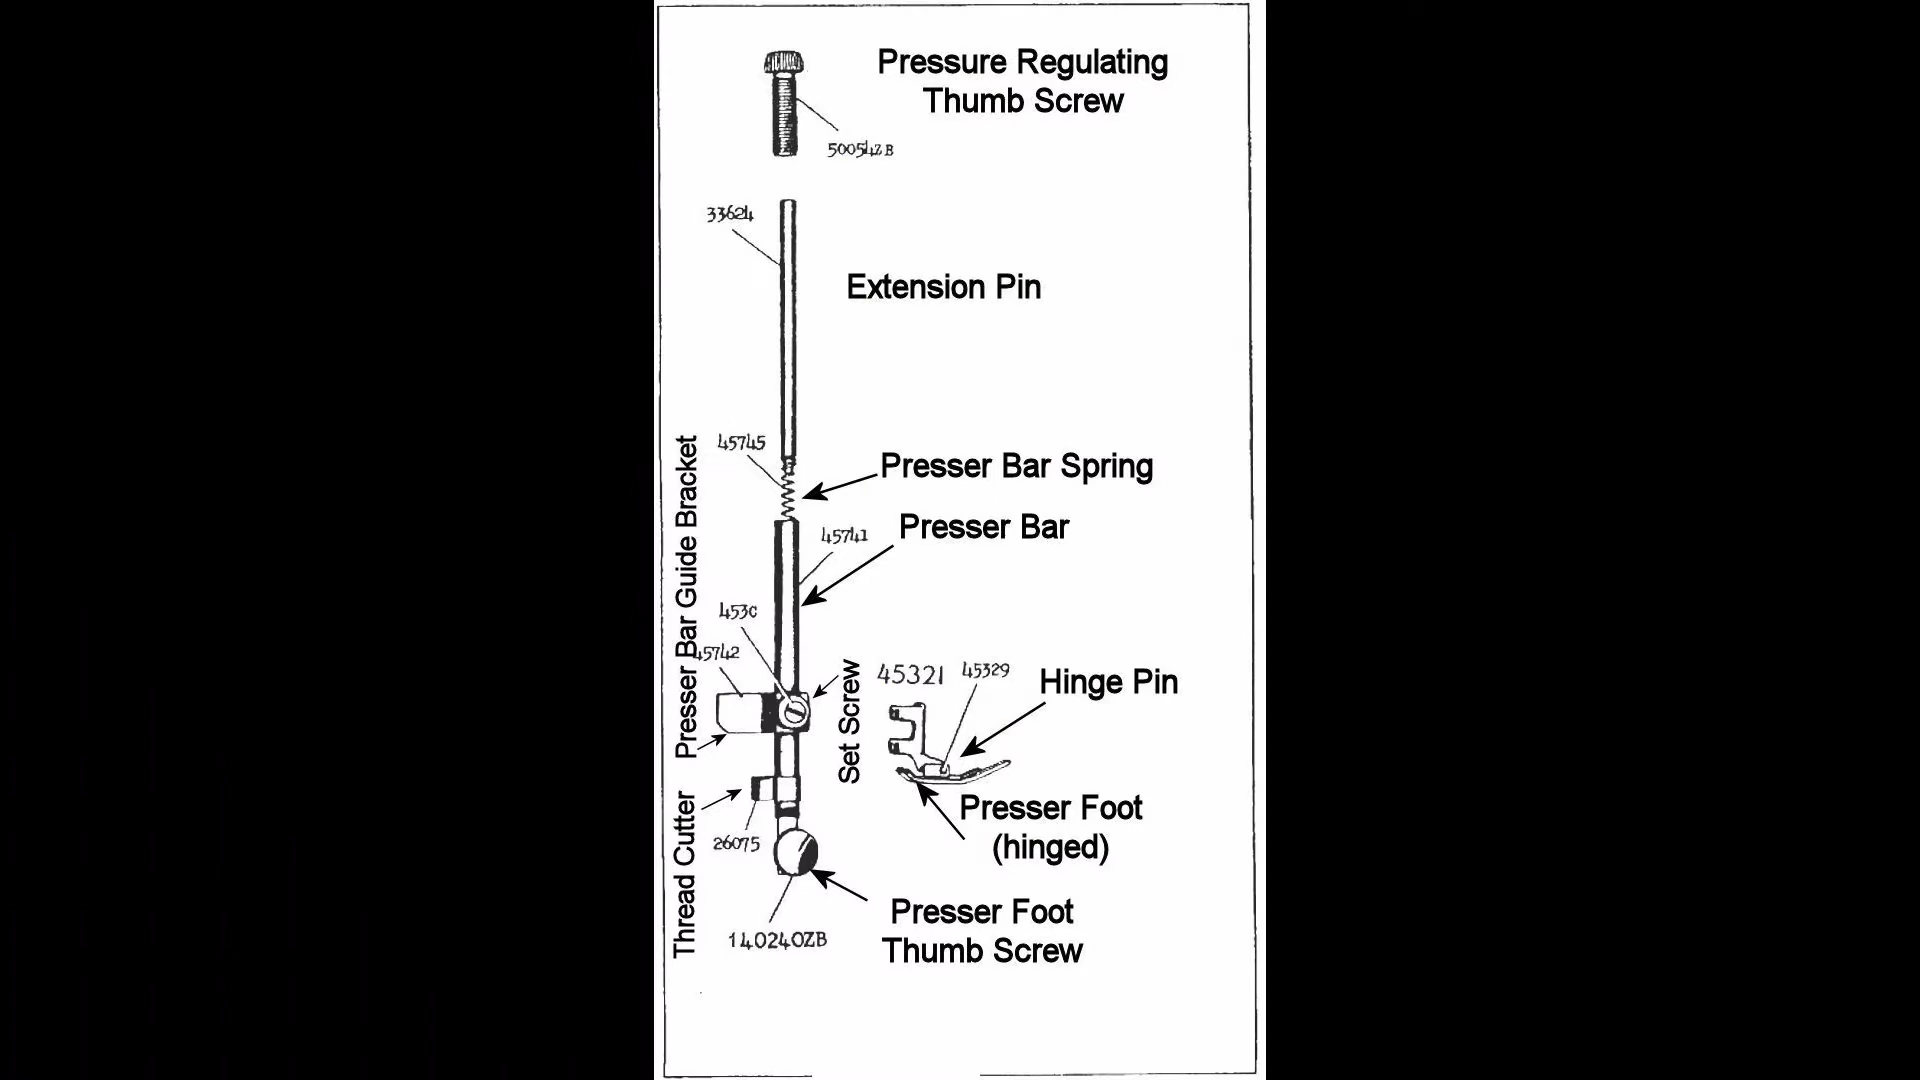 Pressure Regulating
Thumb Screw
50054ZB
33624
Extension Pin
45745
Presser Bar Spring
Presser Bar
45741
Presser Bar Guide Bracket
453C
45742
Set Screw
45321
45329
Hinge Pin
Presser Foot
(hinged)
Thread Cutter
26075
Presser Foot
Thumb Screw
140240ZB